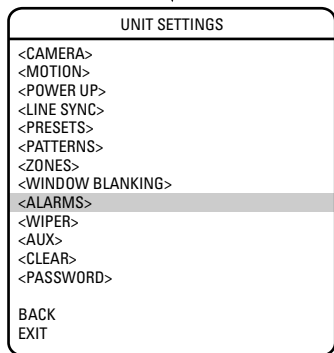 UNIT SETTINGS
<CAMERA>
<MOTION>
<POWER UP>
<LINE SYNC>
<PRESETS>
<PATTERNS>
<ZONES>
<WINDOW BLANKING>
<ALARMS>
<WIPER>
<AUX>
<CLEAR>
<PASSWORD>
BACK
EXIT